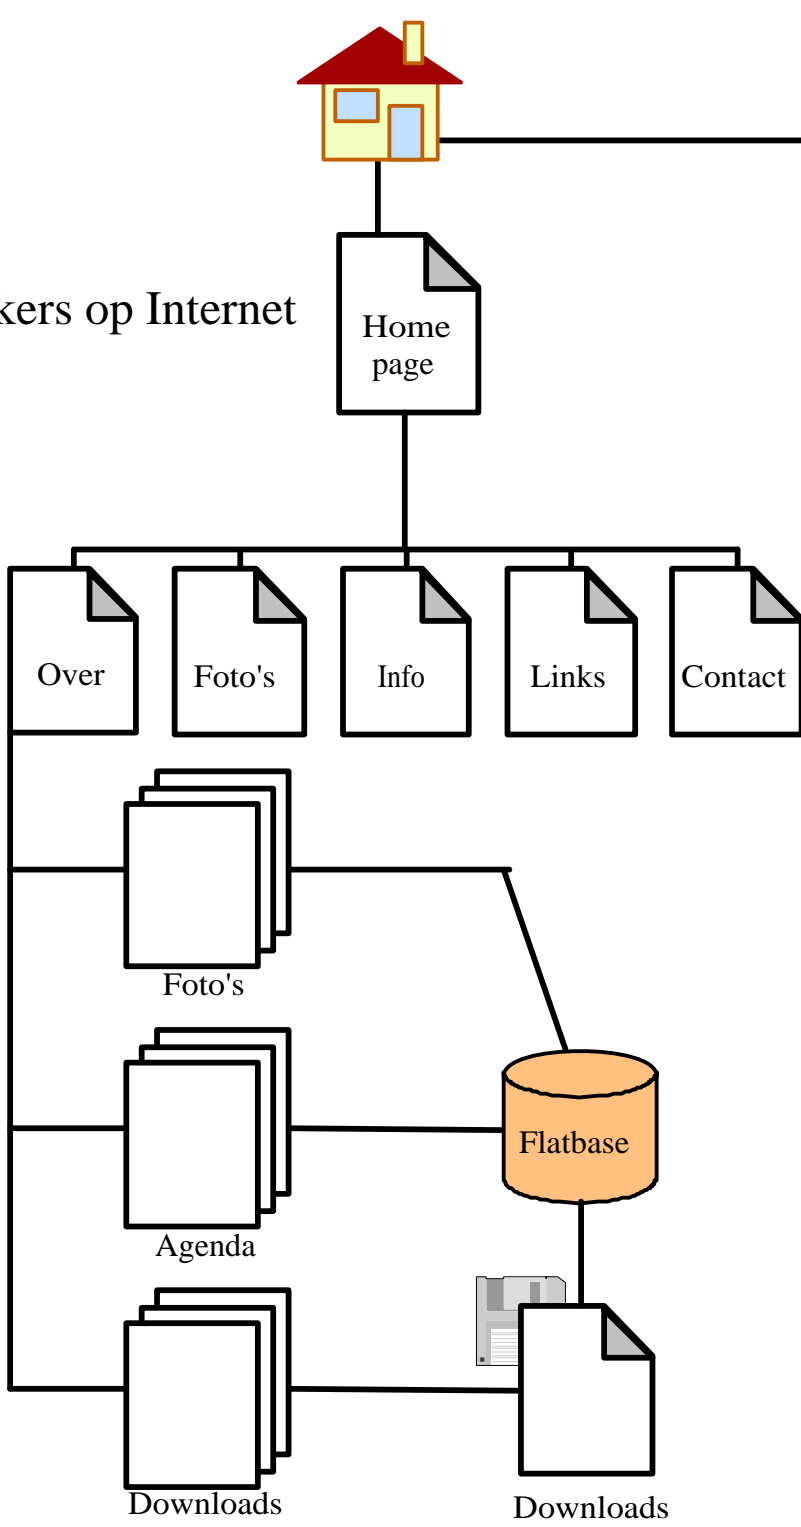 kers op Internet
Home
page
Over
Foto's
Info
Links
Contact
Foto's
Flatbase
Agenda
Downloads
Downloads